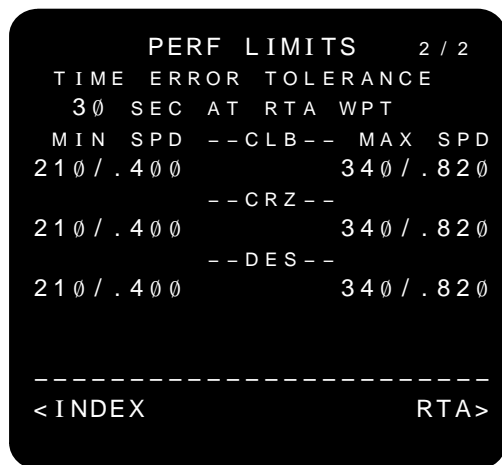 PERF LIMITS 2/2
TIME ERROR TOLERANCE
3Ø SEC AT RTA WPT
MIN SPD --CLB-- MAX SPD
21Ø/.4ØØ 34Ø/.82Ø
--CRZ--
21Ø/.4ØØ 34Ø/.82Ø
--DES--
21Ø/.4ØØ 34Ø/.82Ø
--------------------------
<INDEX RTA>